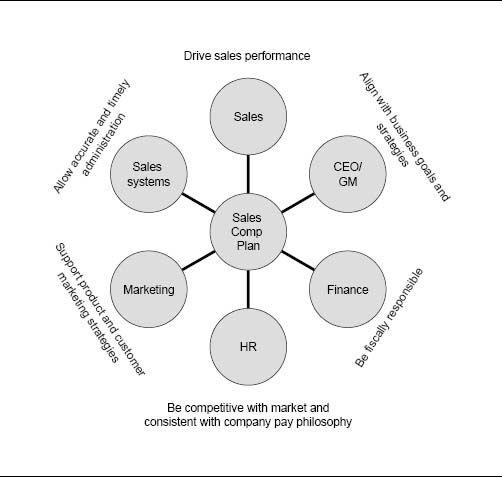 Drive sales performance
Sales
Allow accurate and timely
administration
Align with business goals and
strategies
Sales
systems
CEO/
GM
Sales
Comp
Plan
Marketing
Finance
Support product and customer
marketing strategies
Be fiscally responsible
HR
Be competitive with market and
consistent with company pay philosophy